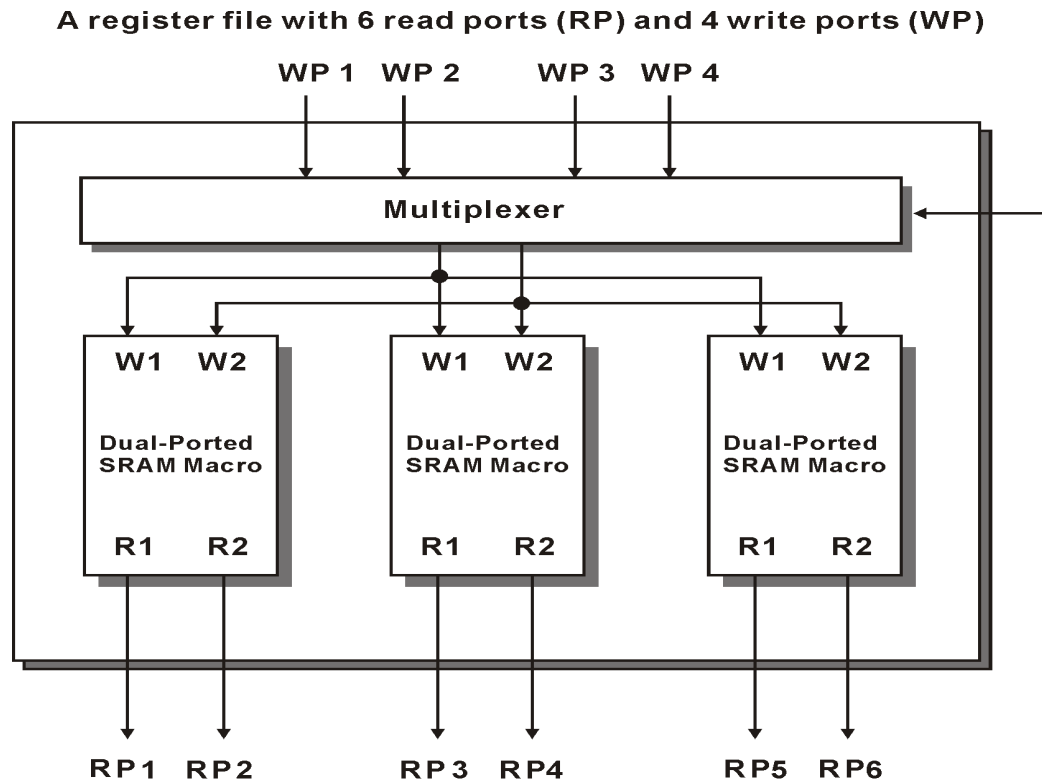 A register file with 6 read ports (RP) and 4 write ports (WP)
WP 1 WP 2 WP 3 WP 4
Multiplexer
W1 W2 W1 W2 W1 W2
Dual-Ported Dual-Ported Dual-Ported
SRAM Macro SRAM Macro SRAM Macro
R1 R2 R1 R2 R1 R2
RP1 RP2 RP3 RP4 RP5 RP6